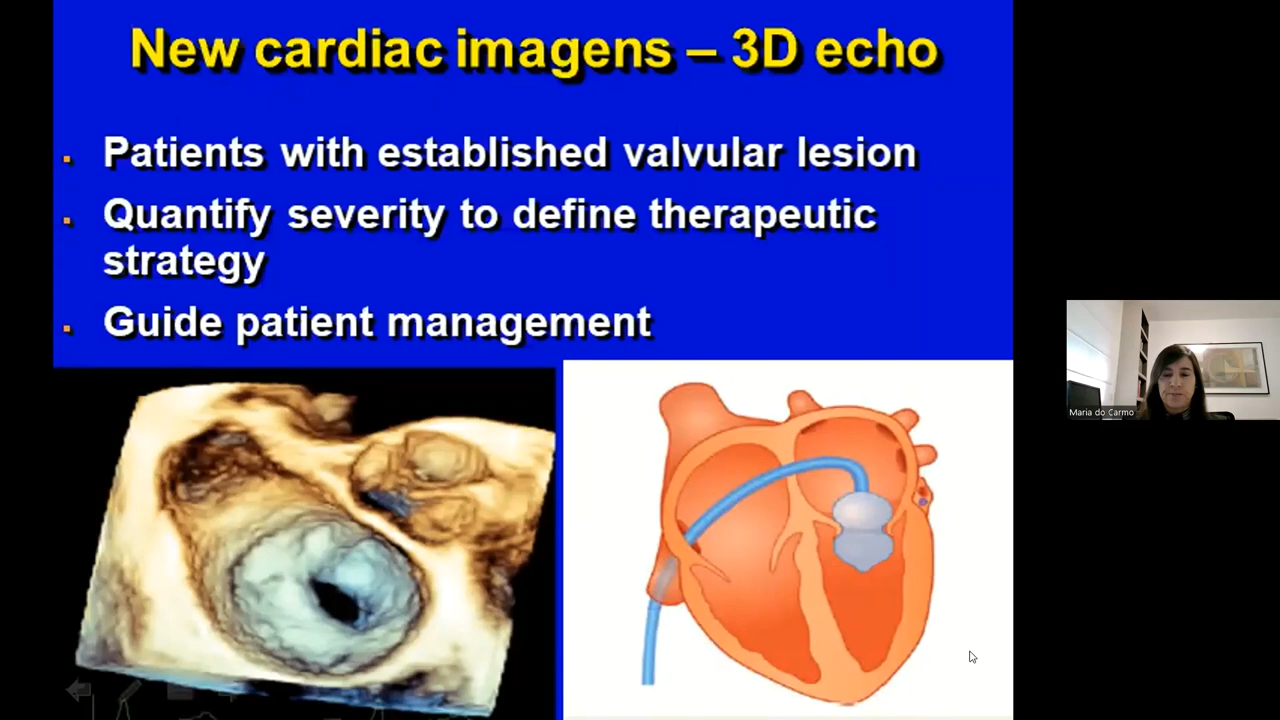 New cardiac imagens – 3D echo
Patients with established valvular lesion
Quantify severity to define therapeutic
strategy
Guide patient management
Maria do Carmo